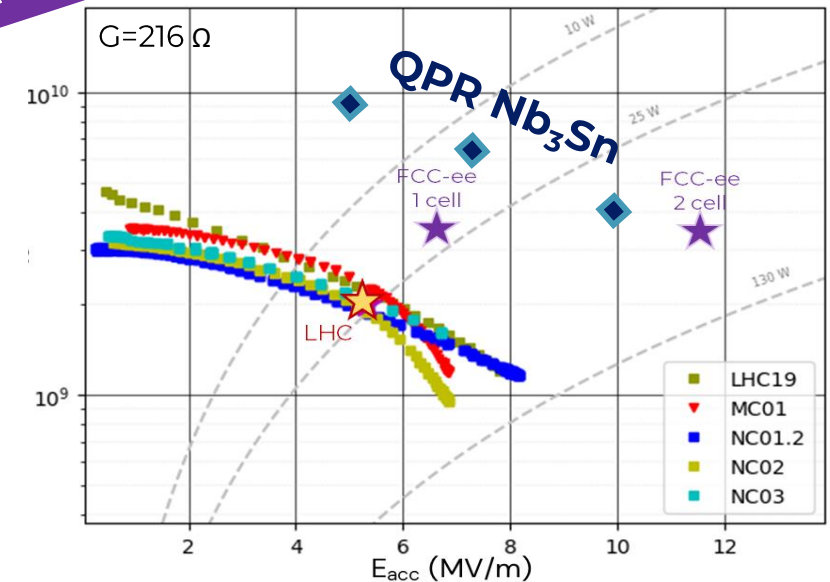 G=216 Ω
10 W
QPR Nb₃Sn
10¹⁰
25 W
FCC-ee
1 cell
FCC-ee
2 cell
130 W
LHC
10⁹
LHC19
MC01
NC01.2
NC02
NC03
2 4 6 8 10 12
Eacc (MV/m)